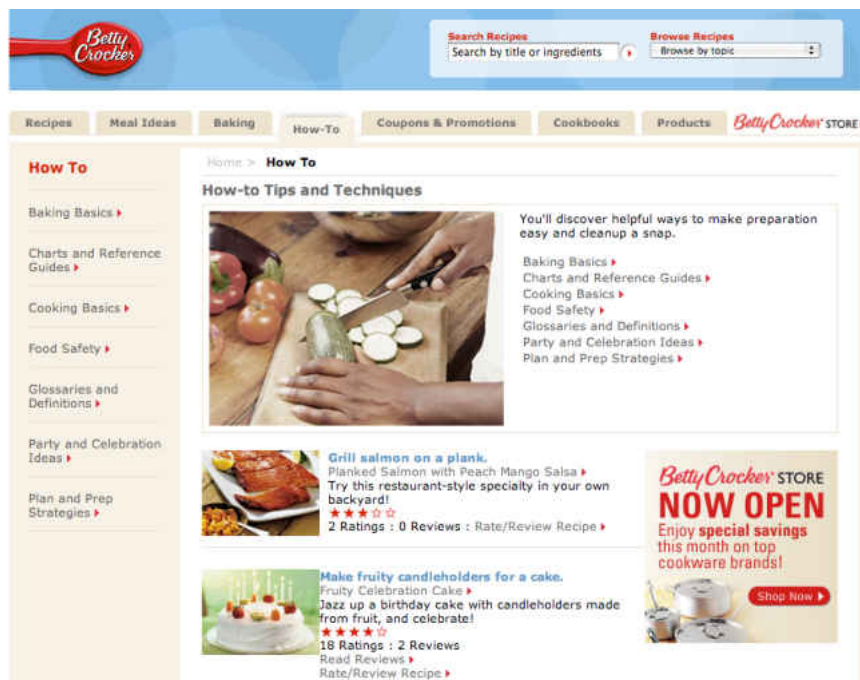 Betty
Crocker
Search Recipes
Search by title or ingredients
Browse Recipes
Browse by topic
Recipes
Meal Ideas
Baking
How-To
Coupons & Promotions
Cookbooks
Products
Betty Crocker STORE
How To
Baking Basics
Charts and Reference
Guides
Cooking Basics
Food Safety
Glossaries and
Definitions
Party and Celebration
Ideas
Plan and Prep
Strategies
Home > How To
How-to Tips and Techniques
You'll discover helpful ways to make preparation
easy and cleanup a snap.
Baking Basics
Charts and Reference Guides
Cooking Basics
Food Safety
Glossaries and Definitions
Party and Celebration Ideas
Plan and Prep Strategies
Grill salmon on a plank.
Planked Salmon with Peach Mango Salsa
Try this restaurant-style specialty in your own
backyard!
2 Ratings : 0 Reviews : Rate/Review Recipe
Make fruity candleholders for a cake.
Fruity Celebration Cake
Jazz up a birthday cake with candleholders made
from fruit, and celebrate!
18 Ratings : 2 Reviews
Read Reviews
Rate/Review Recipe
Betty Crocker STORE
NOW OPEN
Enjoy special savings
this month on top
cookware brands!
Shop Now